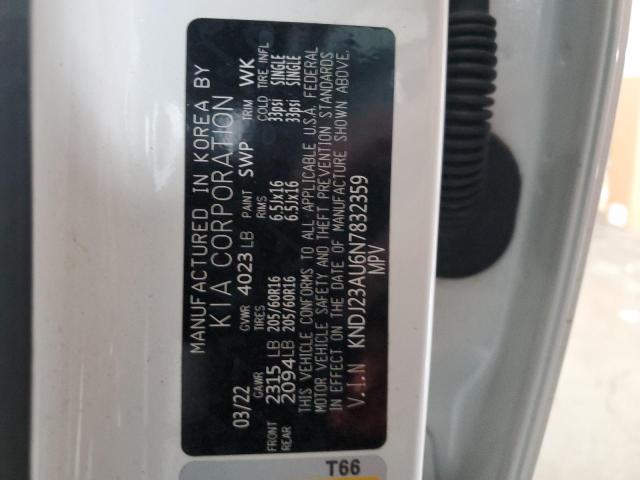 MANUFACTURED IN KOREA BY
KIA CORPORATION
03/22 GVWR 4023 LB PAINT SWP TRIM WK
GAWR TIRES RIMS COLD TIRE INFL
FRONT 2315 LB 205/60R16 6.5Jx16 33psi SINGLE
REAR 2094LB 205/60R16 6.5Jx16 33psi SINGLE
THIS VEHICLE CONFORMS TO ALL APPLICABLE U.S.A. FEDERAL
MOTOR VEHICLE SAFETY AND THEFT PREVENTION STANDARDS
IN EFFECT ON THE DATE OF MANUFACTURE SHOWN ABOVE.
V.I.N KNDJ23AU6N7832359
MPV
T66